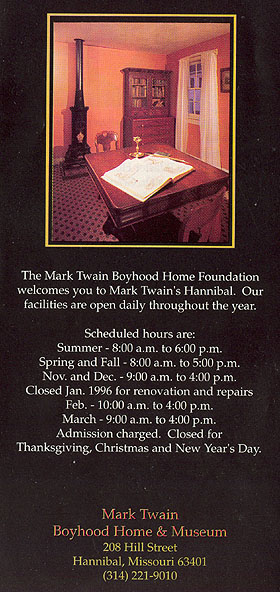 The Mark Twain Boyhood Home Foundation
welcomes you to Mark Twain's Hannibal.  Our
facilities are open daily throughout the year.
Scheduled hours are:
Summer - 8:00 a.m. to 6:00 p.m.
Spring and Fall - 8:00 a.m. to 5:00 p.m.
Nov. and Dec. - 9:00 a.m. to 4:00 p.m.
Closed Jan. 1996 for renovation and repairs
Feb. - 10:00 a.m. to 4:00 p.m.
March - 9:00 a.m. to 4:00 p.m.
Admission charged.  Closed for
Thanksgiving, Christmas and New Year's Day.
Mark Twain
Boyhood Home & Museum
208 Hill Street
Hannibal, Missouri 63401
(314) 221-9010